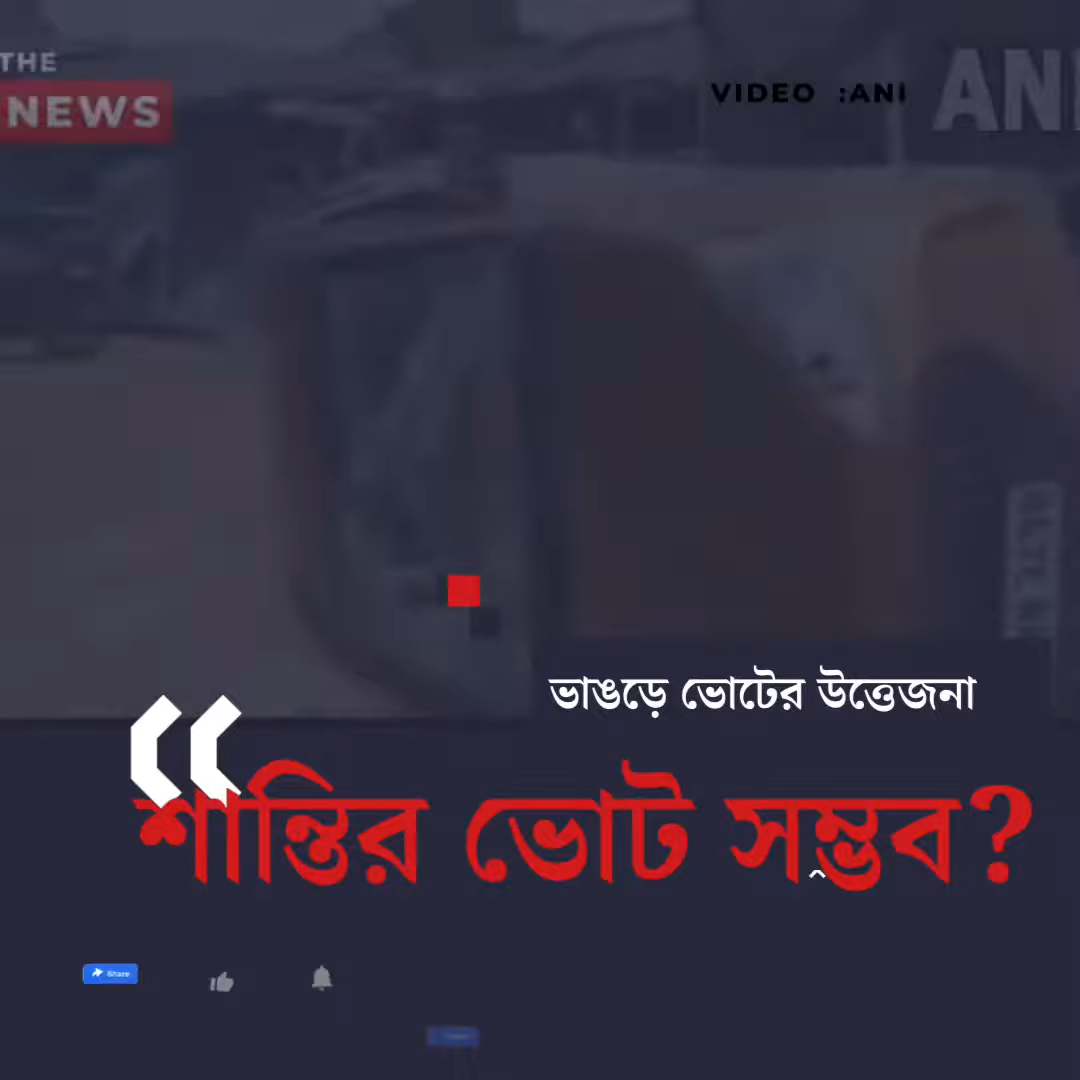 THE
NEWS
VIDEO :ANI
ANI
ভাঙড়ে ভোটের উত্তেজনা
শান্তির ভোট সম্ভব?
Share